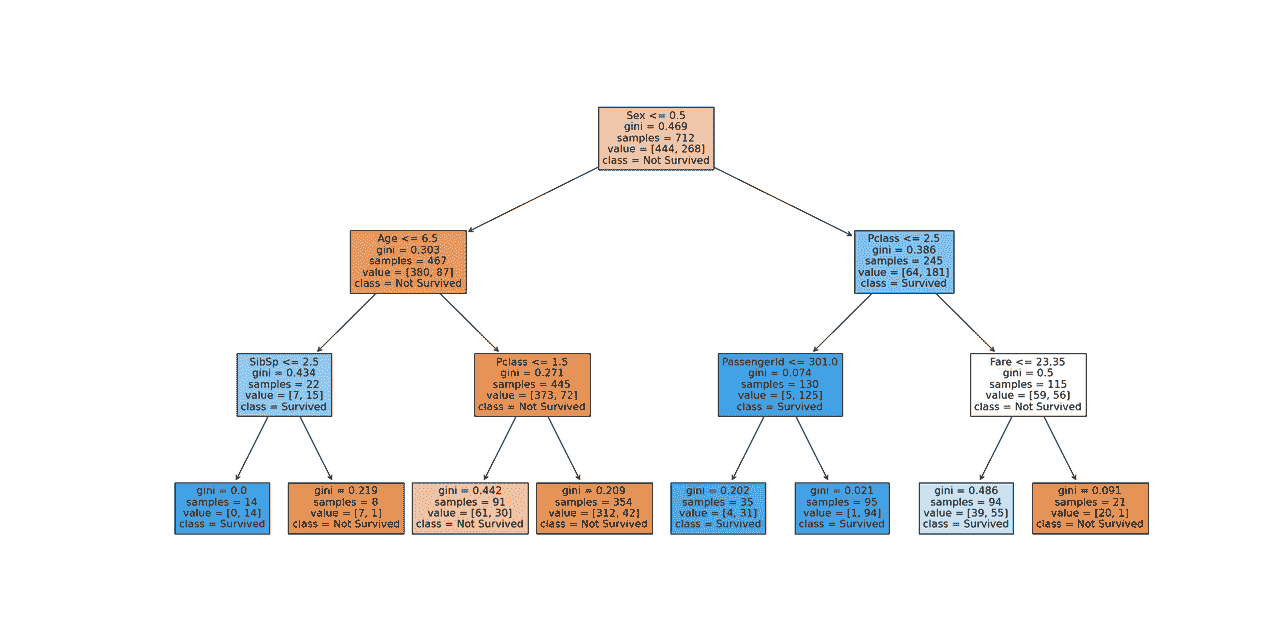 Sex <= 0.5
gini = 0.469
samples = 712
value = [444, 268]
class = Not Survived
Age <= 6.5
gini = 0.303
samples = 467
value = [380, 87]
class = Not Survived
Pclass <= 2.5
gini = 0.386
samples = 245
value = [64, 181]
class = Survived
SibSp <= 2.5
gini = 0.434
samples = 22
value = [7, 15]
class = Survived
Pclass <= 1.5
gini = 0.271
samples = 445
value = [373, 72]
class = Not Survived
PassengerId <= 301.0
gini = 0.074
samples = 130
value = [5, 125]
class = Survived
Fare <= 23.35
gini = 0.5
samples = 115
value = [59, 56]
class = Not Survived
gini = 0.0
samples = 14
value = [0, 14]
class = Survived
gini = 0.219
samples = 8
value = [7, 1]
class = Not Survived
gini = 0.442
samples = 91
value = [61, 30]
class = Not Survived
gini = 0.209
samples = 354
value = [312, 42]
class = Not Survived
gini = 0.202
samples = 35
value = [4, 31]
class = Survived
gini = 0.021
samples = 95
value = [1, 94]
class = Survived
gini = 0.486
samples = 94
value = [39, 55]
class = Survived
gini = 0.091
samples = 21
value = [20, 1]
class = Not Survived